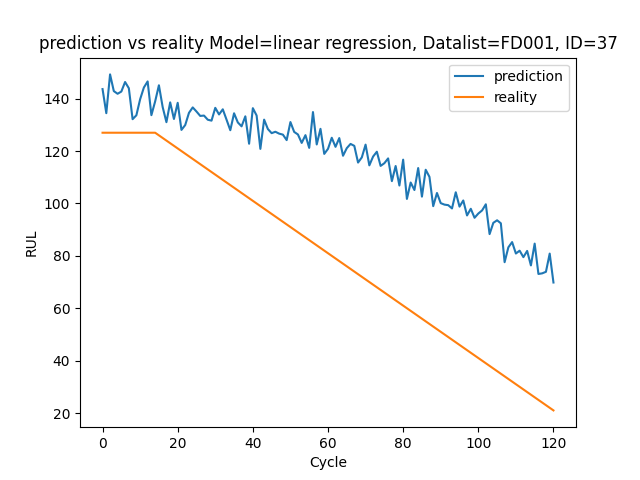 prediction vs reality Model=linear regression, Datalist=FD001, ID=37
prediction
reality
RUL
140
120
100
80
60
40
20
0
20
40
60
80
100
120
Cycle